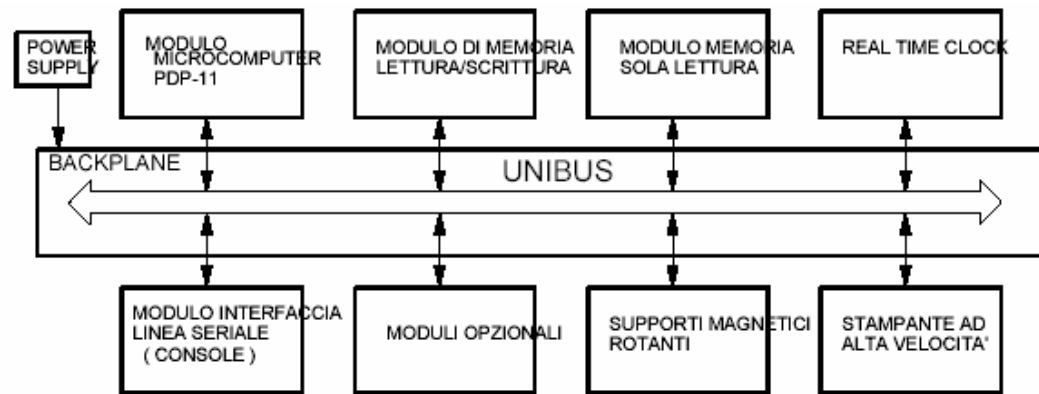 POWER
SUPPLY
MODULO
MICROCOMPUTER
PDP-11
MODULO DI MEMORIA
LETTURA/SCRITTURA
MODULO MEMORIA
SOLA LETTURA
REAL TIME CLOCK
BACKPLANE
UNIBUS
MODULO INTERFACCIA
LINEA SERIALE
( CONSOLE )
MODULI OPZIONALI
SUPPORTI MAGNETICI
ROTANTI
STAMPANTE AD
ALTA VELOCITA'